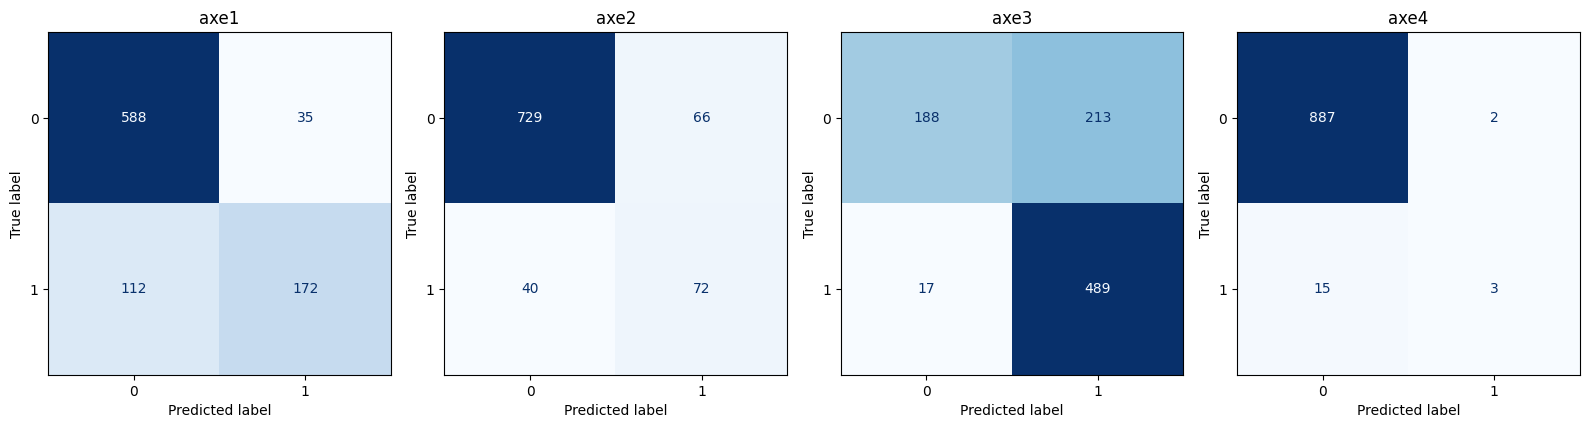 axe1
0
588
35
1
112
172
0
1
Predicted label
True label
axe2
0
729
66
1
40
72
0
1
Predicted label
True label
axe3
0
188
213
1
17
489
0
1
Predicted label
True label
axe4
0
887
2
1
15
3
0
1
Predicted label
True label